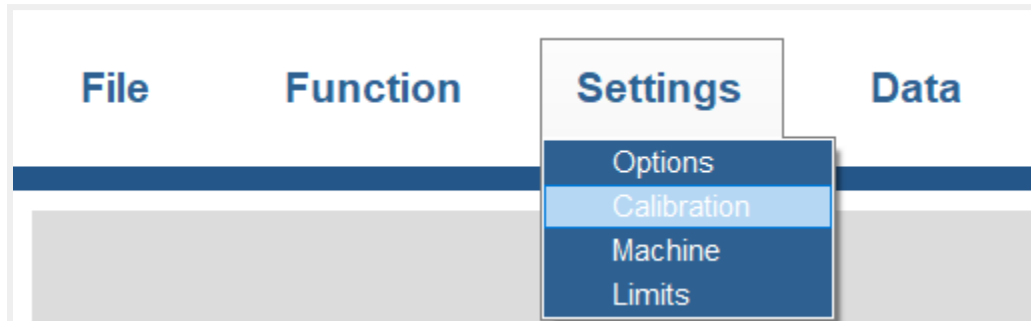 File Function Settings Data
Options
Calibration
Machine
Limits